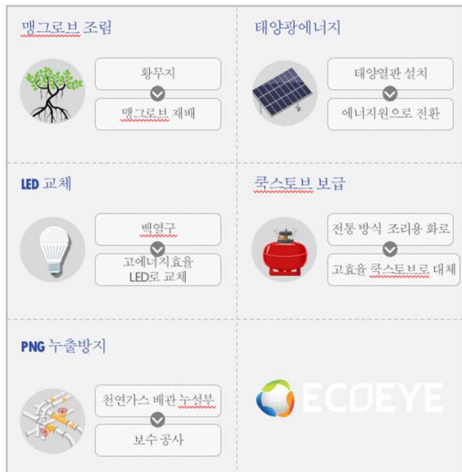 맹그로브 조림
황무지
맹그로브 재배
태양광에너지
태양열판 설치
에너지원으로 전환
LED 교체
백열구
고에너지효율
LED로 교체
쿡스토브 보급
전통 방식 조리용 화로
고효율 쿡스토브로 대체
PNG 누출방지
천연가스 배관 누설부
보수 공사
ECOEYE